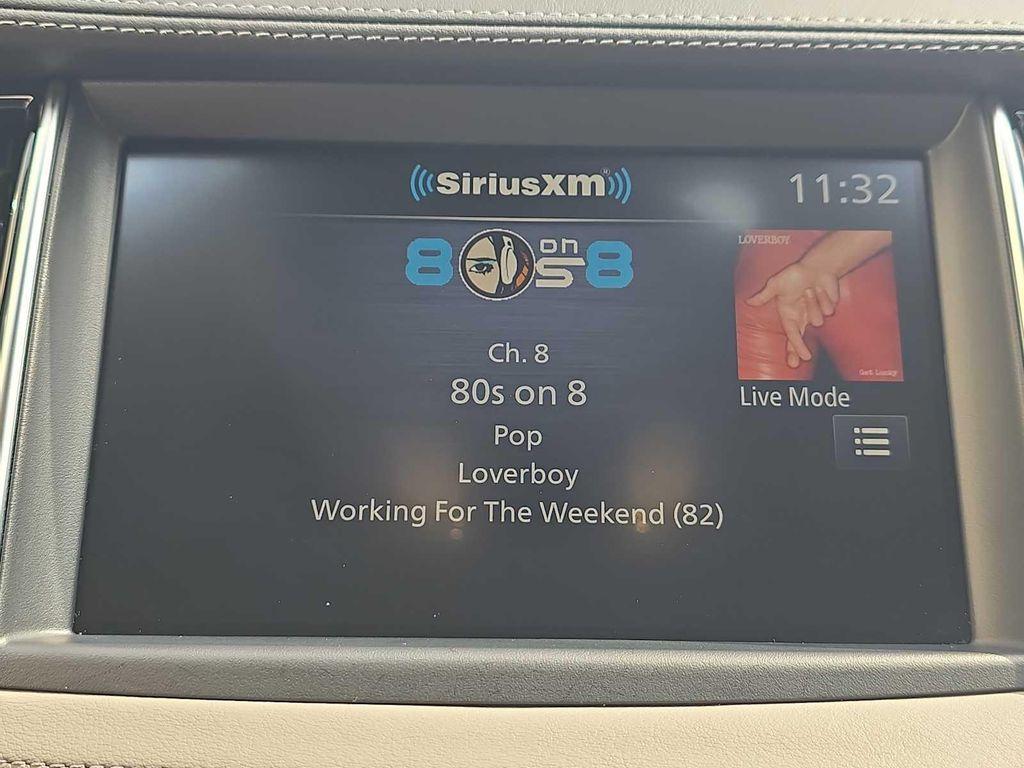 SiriusXM
11:32
80s on 8
LOVERBOY
Get Lucky
Ch. 8
80s on 8
Live Mode
Pop
Loverboy
Working For The Weekend (82)